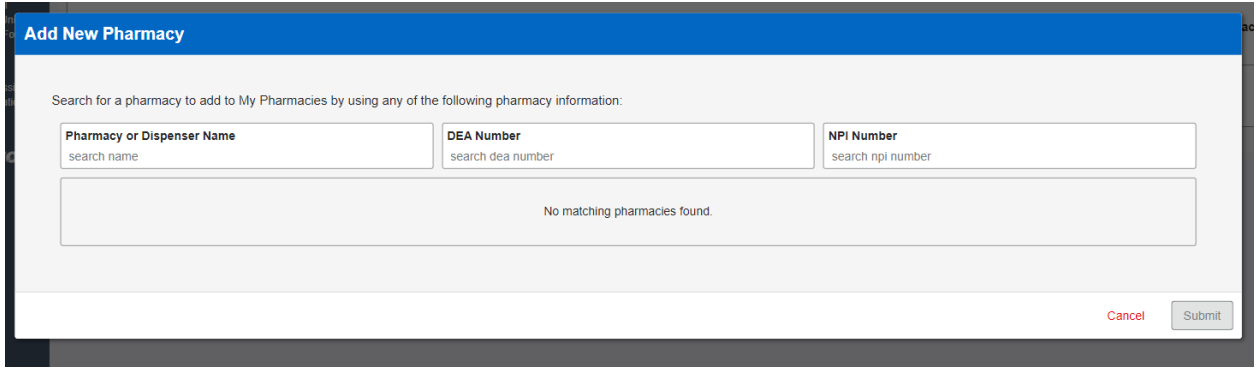 Add New Pharmacy
Search for a pharmacy to add to My Pharmacies by using any of the following pharmacy information:
Pharmacy or Dispenser Name
search name
DEA Number
search dea number
NPI Number
search npi number
No matching pharmacies found.
Cancel
Submit